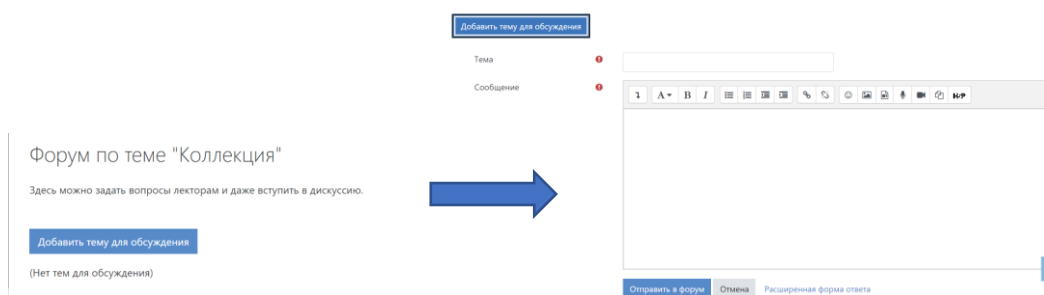 Форум по теме "Коллекция"
Здесь можно задать вопросы лекторам и даже вступить в дискуссию.
Добавить тему для обсуждения
(Нет тем для обсуждения)
Добавить тему для обсуждения
Тема
Сообщение
A B I H-P
Отправить в форум Отмена Расширенная форма ответа